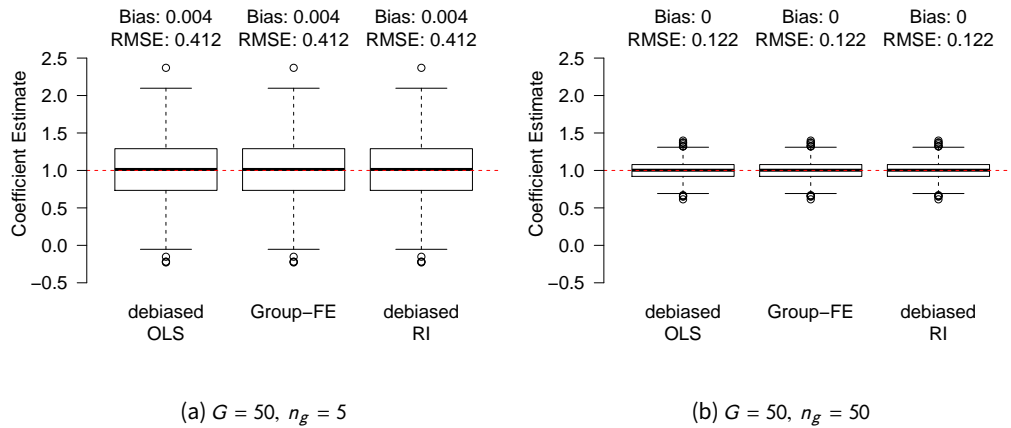 Bias: 0.004 Bias: 0.004 Bias: 0.004
RMSE: 0.412 RMSE: 0.412 RMSE: 0.412
Coefficient Estimate
2.5
2.0
1.5
1.0
0.5
0.0
−0.5
debiased Group−FE debiased
OLS RI
(a) G = 50, n_g = 5
Bias: 0 Bias: 0 Bias: 0
RMSE: 0.122 RMSE: 0.122 RMSE: 0.122
Coefficient Estimate
2.5
2.0
1.5
1.0
0.5
0.0
−0.5
debiased Group−FE debiased
OLS RI
(b) G = 50, n_g = 50